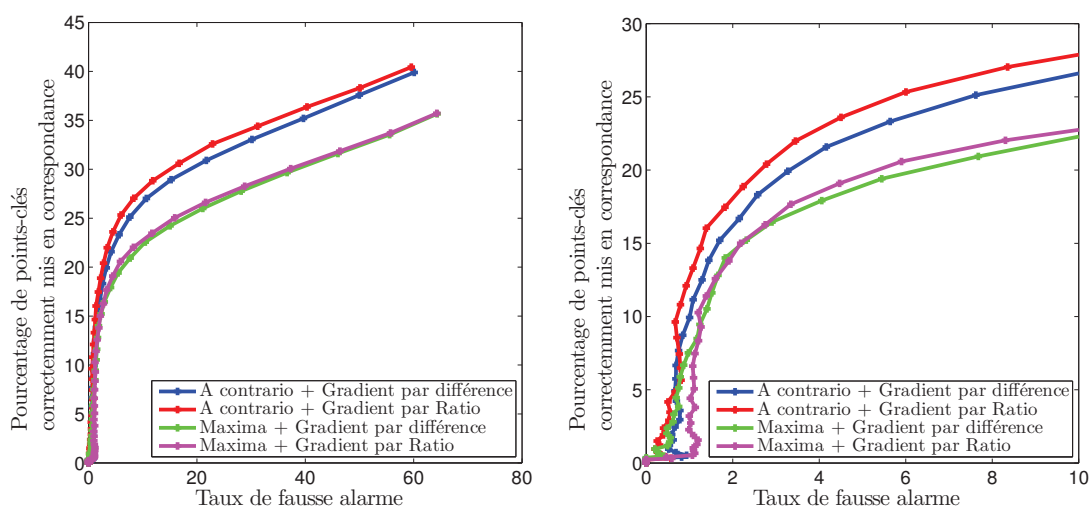 45
40
35
30
25
20
15
10
5
0
0
20
40
60
80
Pourcentage de points-clés
correctemment mis en correspondance
Taux de fausse alarme
A contrario + Gradient par différence
A contrario + Gradient par Ratio
Maxima + Gradient par différence
Maxima + Gradient par Ratio
30
25
20
15
10
5
0
0
2
4
6
8
10
Pourcentage de points-clés
correctemment mis en correspondance
Taux de fausse alarme
A contrario + Gradient par différence
A contrario + Gradient par Ratio
Maxima + Gradient par différence
Maxima + Gradient par Ratio